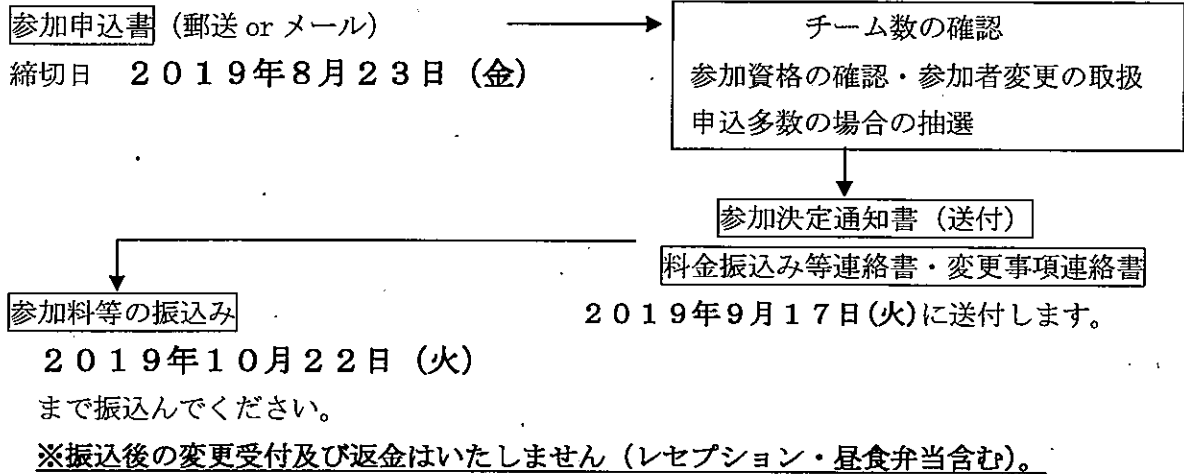 参加申込書（郵送 or メール）
締切日　２０１９年８月２３日（金）
チーム数の確認
参加資格の確認・参加者変更の取扱
申込多数の場合の抽選
参加決定通知書（送付）
料金振込み等連絡書・変更事項連絡書
２０１９年９月１７日(火)に送付します。
参加料等の振込み
２０１９年１０月２２日（火）
まで振込んでください。
※振込後の変更受付及び返金はいたしません（レセプション・昼食弁当含む）。